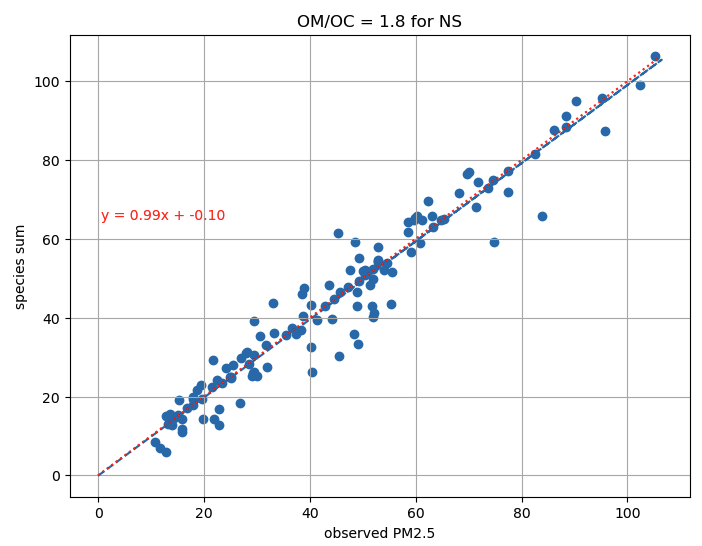 OM/OC = 1.8 for NS
100
80
60
40
20
0
species sum
y = 0.99x + -0.10
0 20 40 60 80 100
observed PM2.5